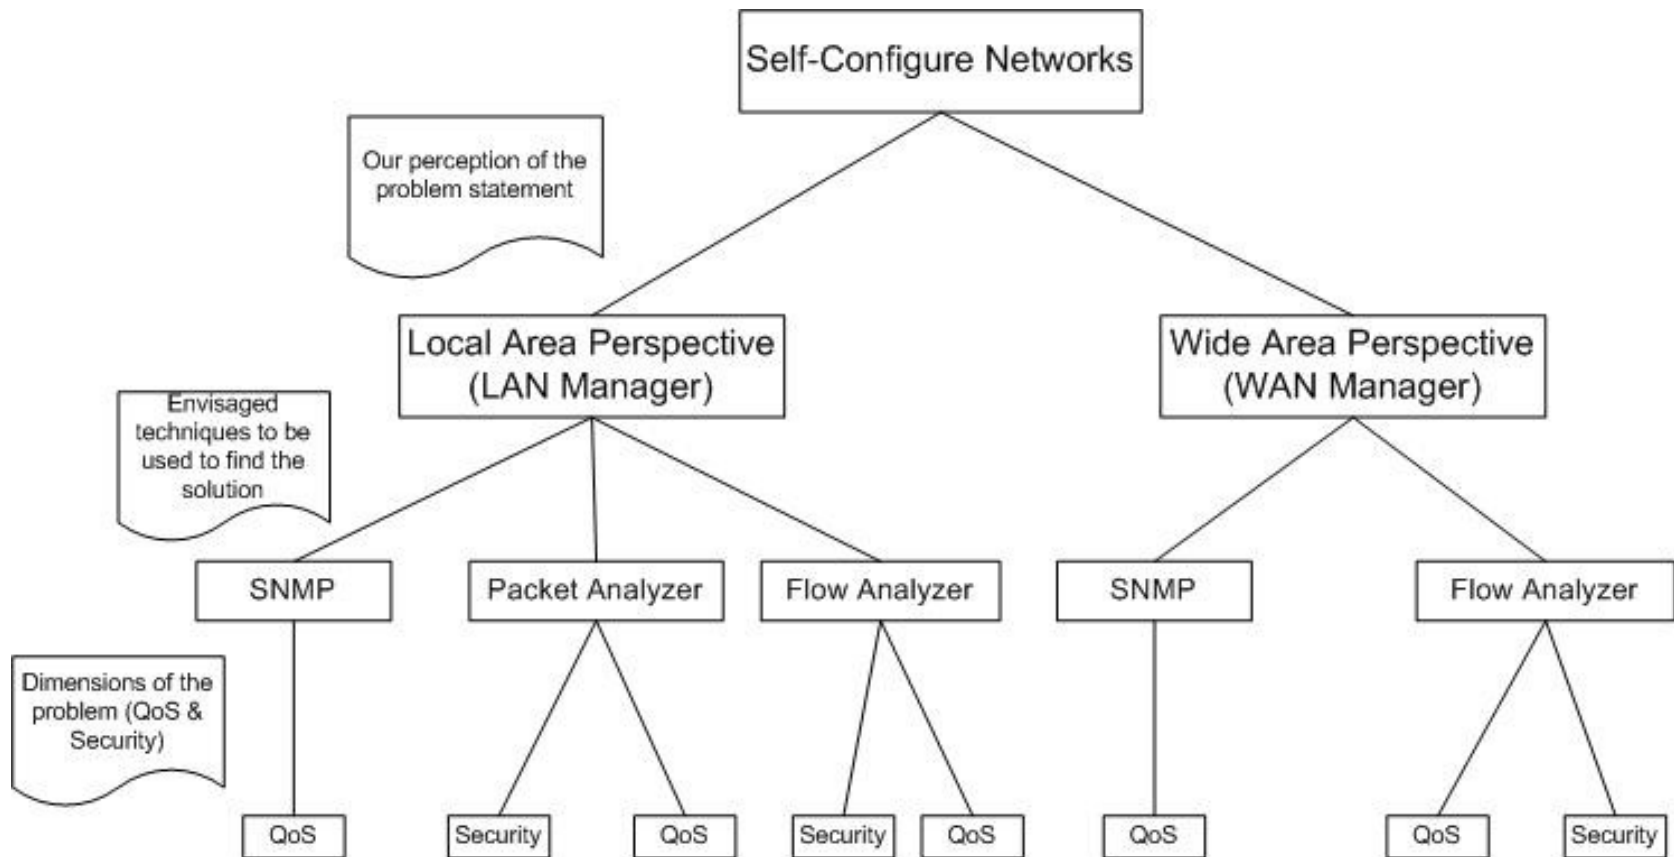 Self-Configure Networks
Our perception of the
problem statement
Local Area Perspective
(LAN Manager)
Wide Area Perspective
(WAN Manager)
Envisaged
techniques to be
used to find the
solution
SNMP
Packet Analyzer
Flow Analyzer
SNMP
Flow Analyzer
Dimensions of the
problem (QoS &
Security)
QoS
Security
QoS
Security
QoS
QoS
QoS
Security